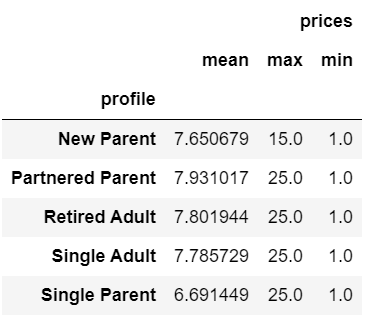 prices
mean max min
profile
New Parent 7.650679 15.0 1.0
Partnered Parent 7.931017 25.0 1.0
Retired Adult 7.801944 25.0 1.0
Single Adult 7.785729 25.0 1.0
Single Parent 6.691449 25.0 1.0